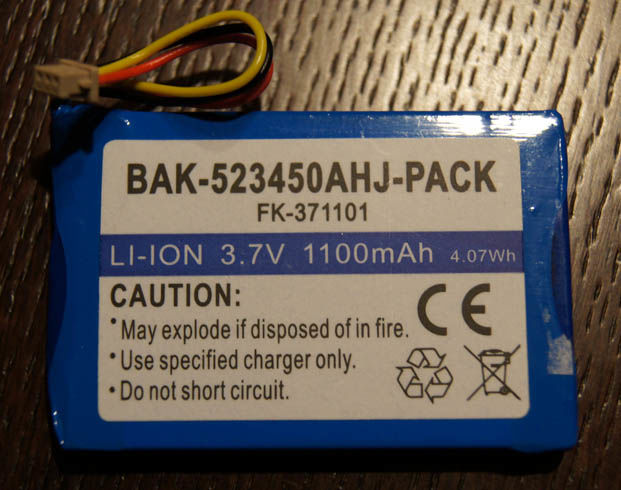 BAK-523450AHJ-PACK
FK-371101
LI-ION 3.7V 1100mAh 4.07Wh
CAUTION:
•May explode if disposed of in fire.
•Use specified charger only.
•Do not short circuit.
CE